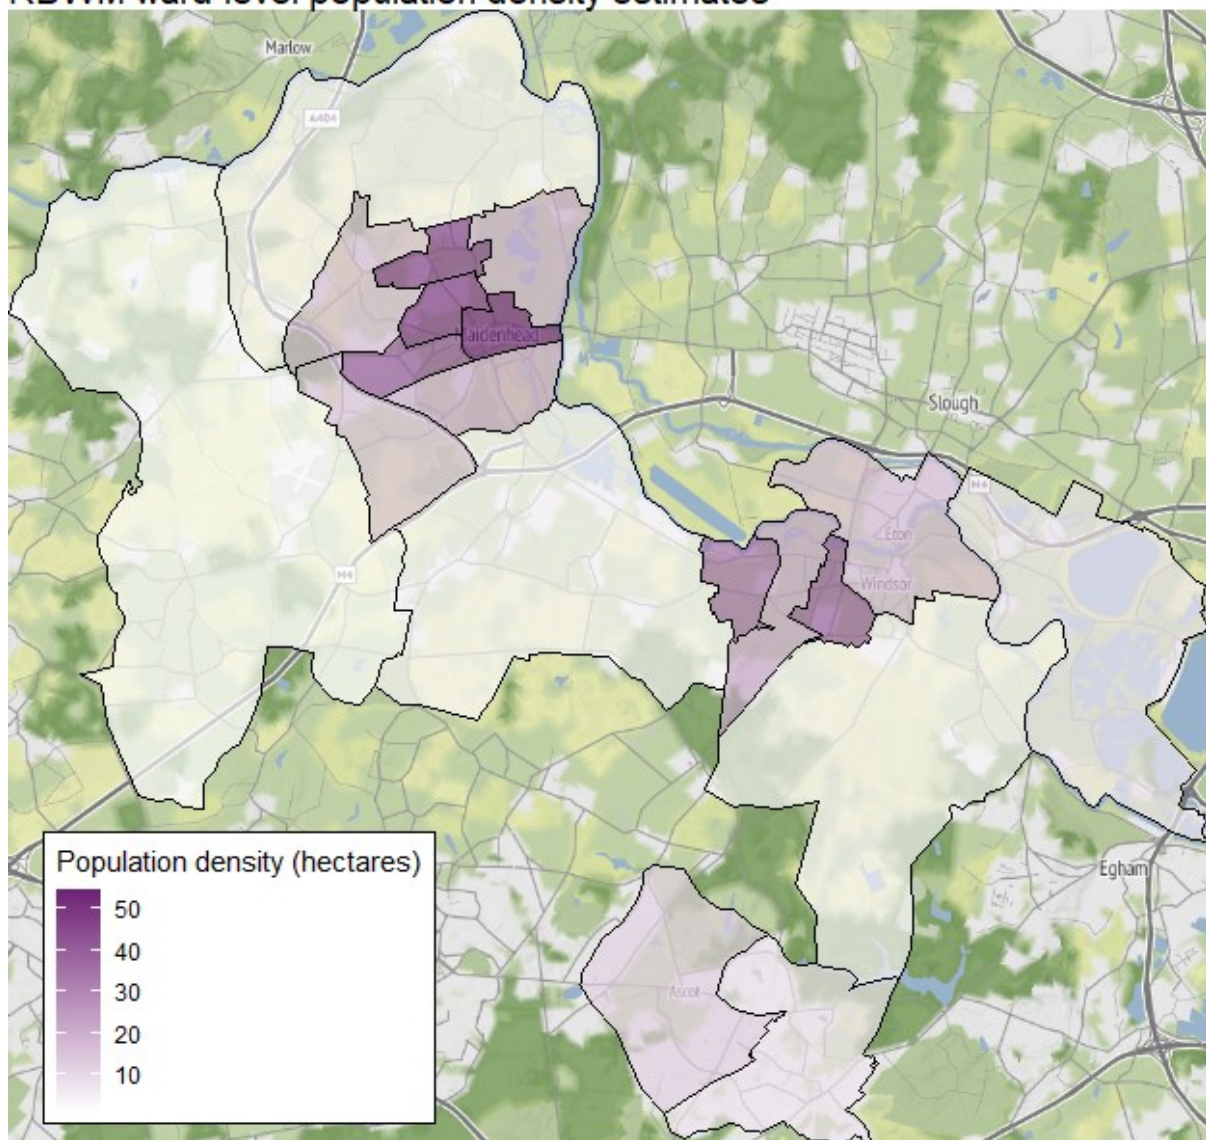 RBWM ward level population density estimates
Marlow
A404
Maidenhead
Slough
M4
Eton
Windsor
M4
Egham
Ascot
Population density (hectares)
50
40
30
20
10